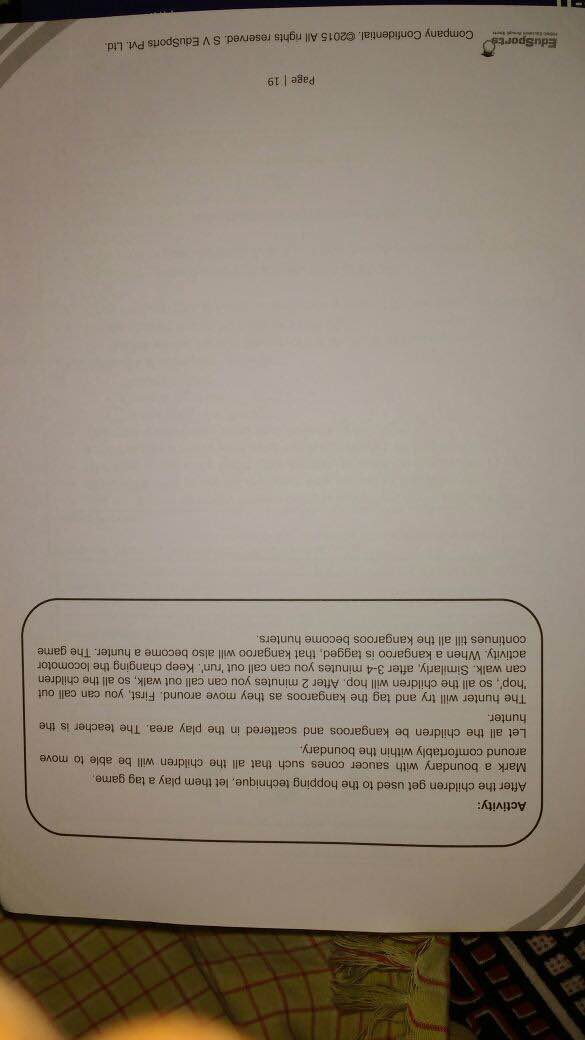 Activity:
After the children get used to the hopping technique, let them play a tag game.
Mark a boundary with saucer cones such that all the children will be able to move
around comfortably within the boundary.
Let all the children be kangaroos and scattered in the play area. The teacher is the
hunter.
The hunter will try and tag the kangaroos as they move around. First, you can call out
'hop', so all the children will hop. After 2 minutes you can call out walk, so all the children
can walk. Similarly, after 3-4 minutes you can call out 'run'. Keep changing the locomotor
activity. When a kangaroo is tagged, that kangaroo will also become a hunter. The game
continues till all the kangaroos become hunters.
Page | 19
EduSports
Company Confidential. ©2015 All rights reserved. S V EduSports Pvt. Ltd.